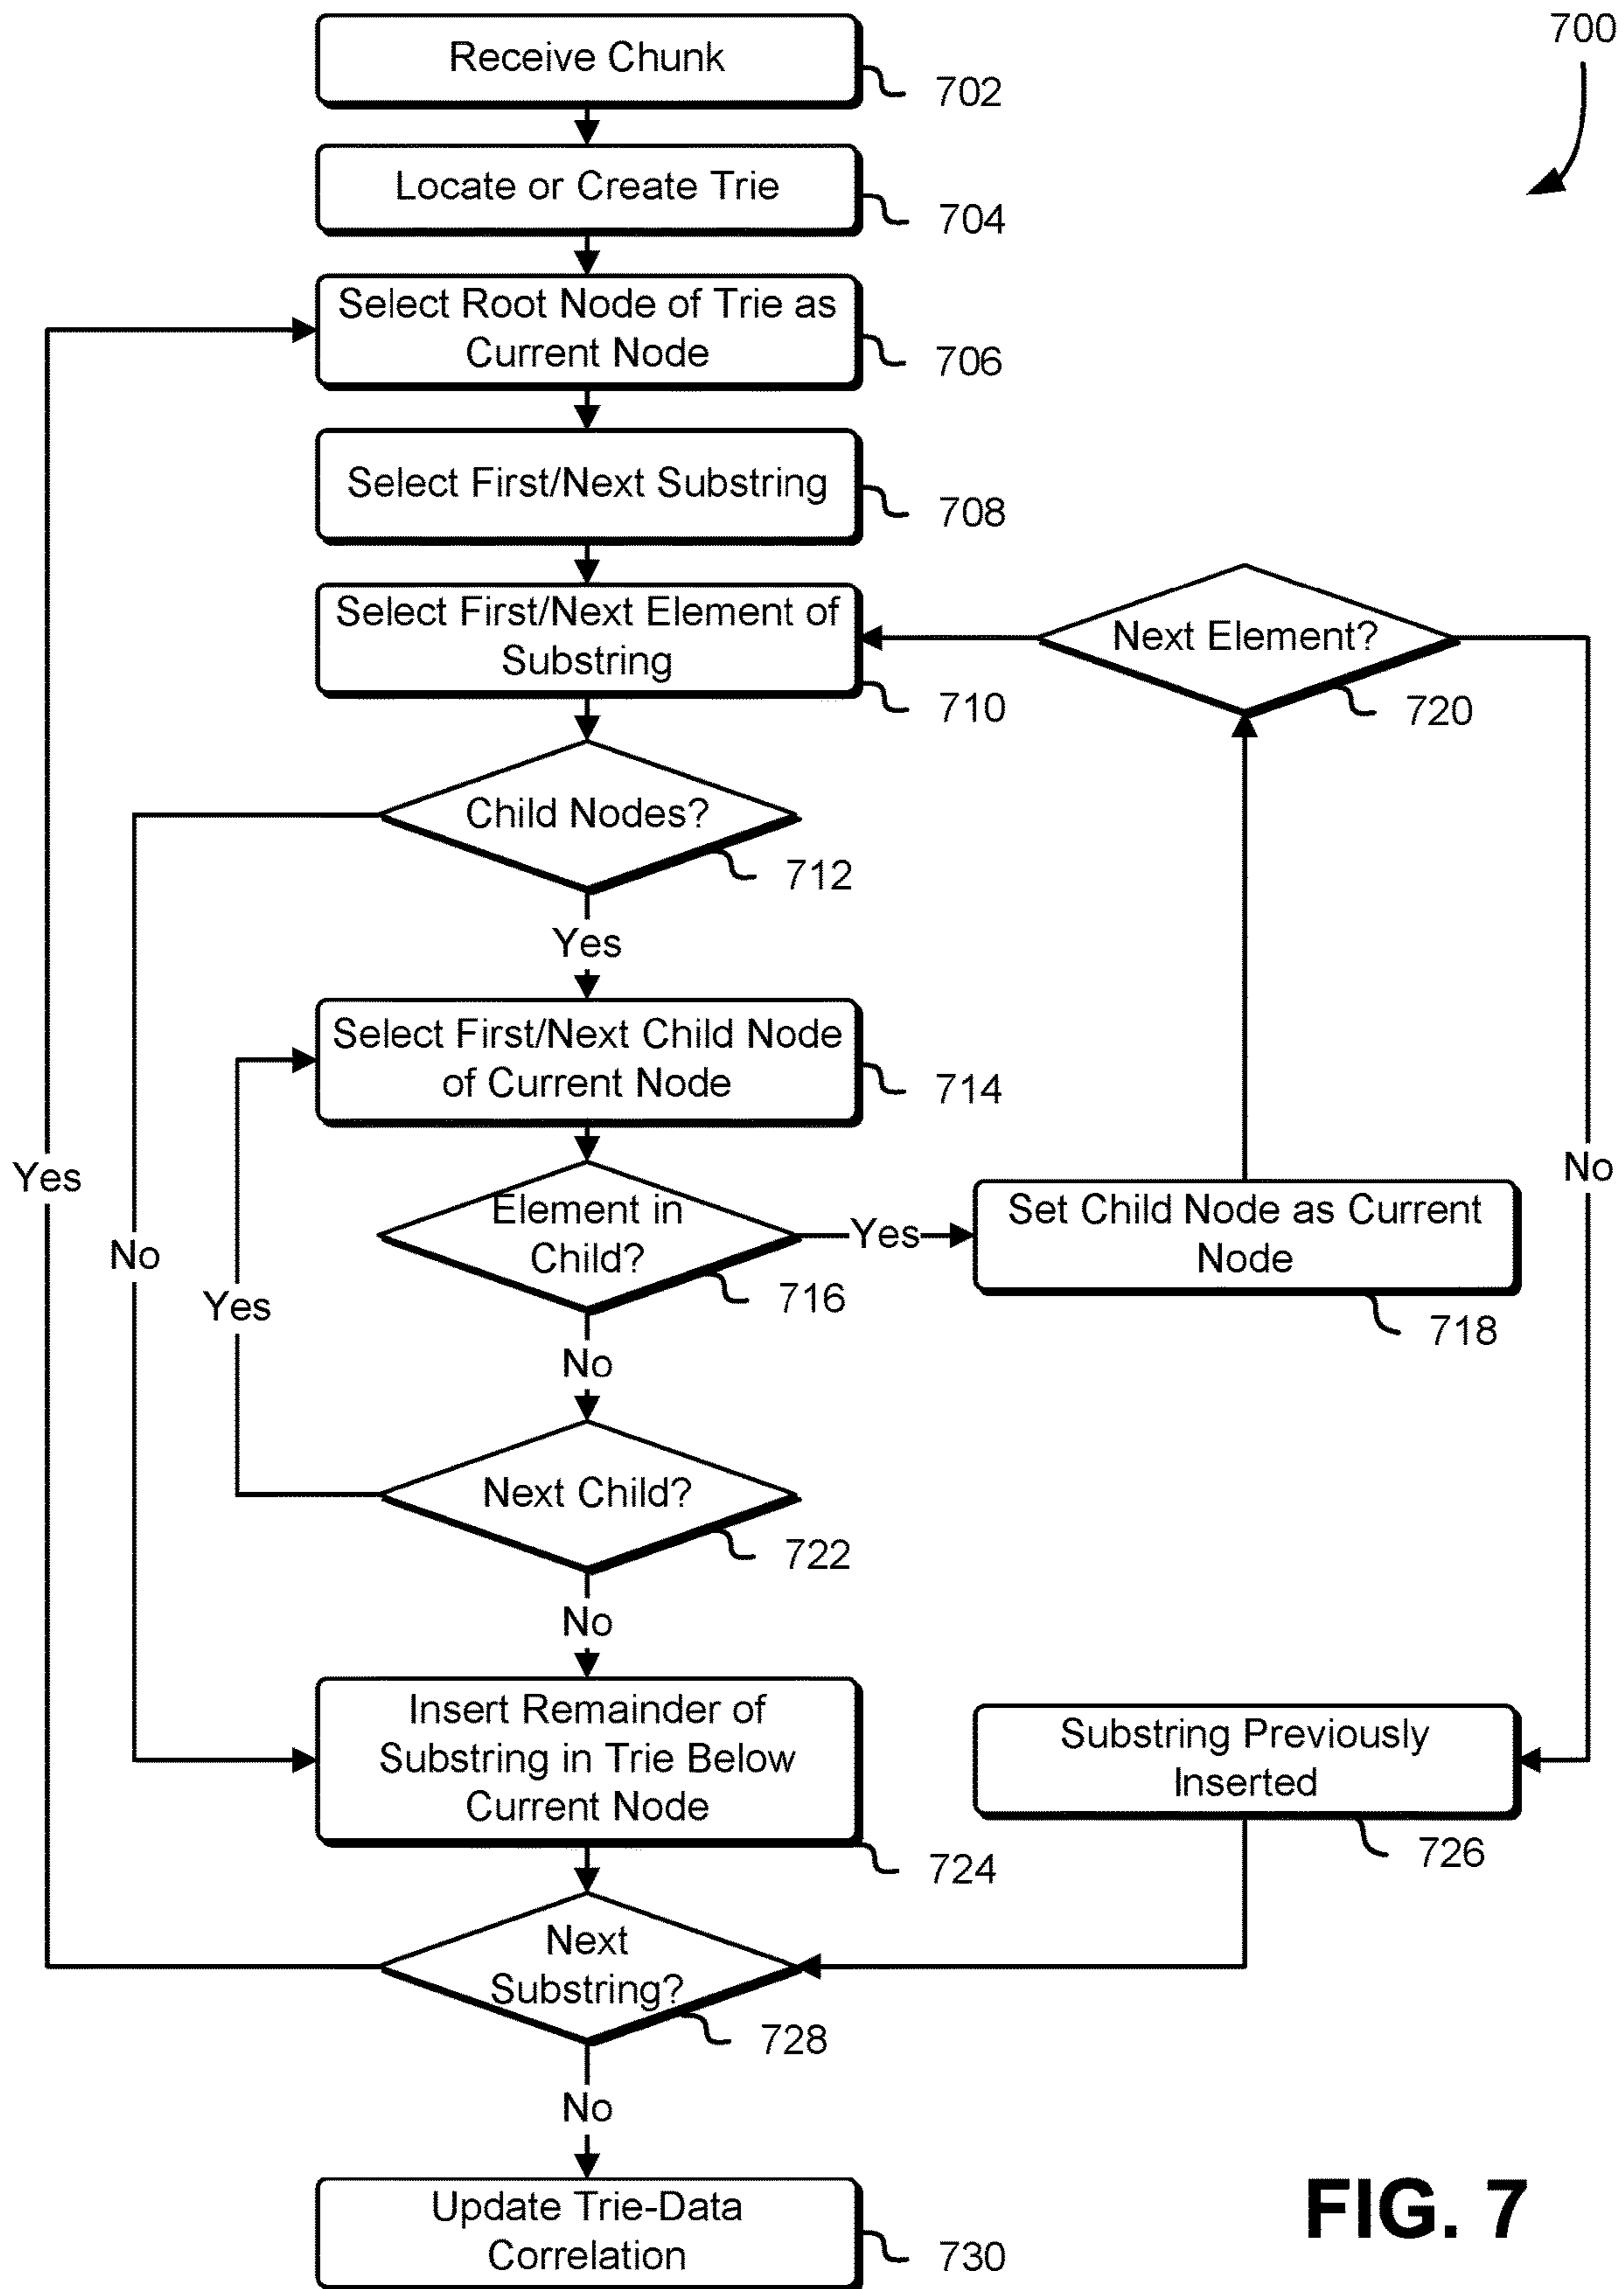 700
Receive Chunk
702
Locate or Create Trie
704
Select Root Node of Trie as
Current Node
706
Select First/Next Substring
708
Select First/Next Element of
Substring
710
Next Element?
720
Child Nodes?
712
Yes
No
Select First/Next Child Node
of Current Node
714
Yes
No
Element in
Child?
716
Yes
Set Child Node as Current
Node
718
No
Yes
No
Next Child?
722
No
Insert Remainder of
Substring in Trie Below
Current Node
724
Substring Previously
Inserted
726
Next
Substring?
728
No
Update Trie-Data
Correlation
730
FIG. 7